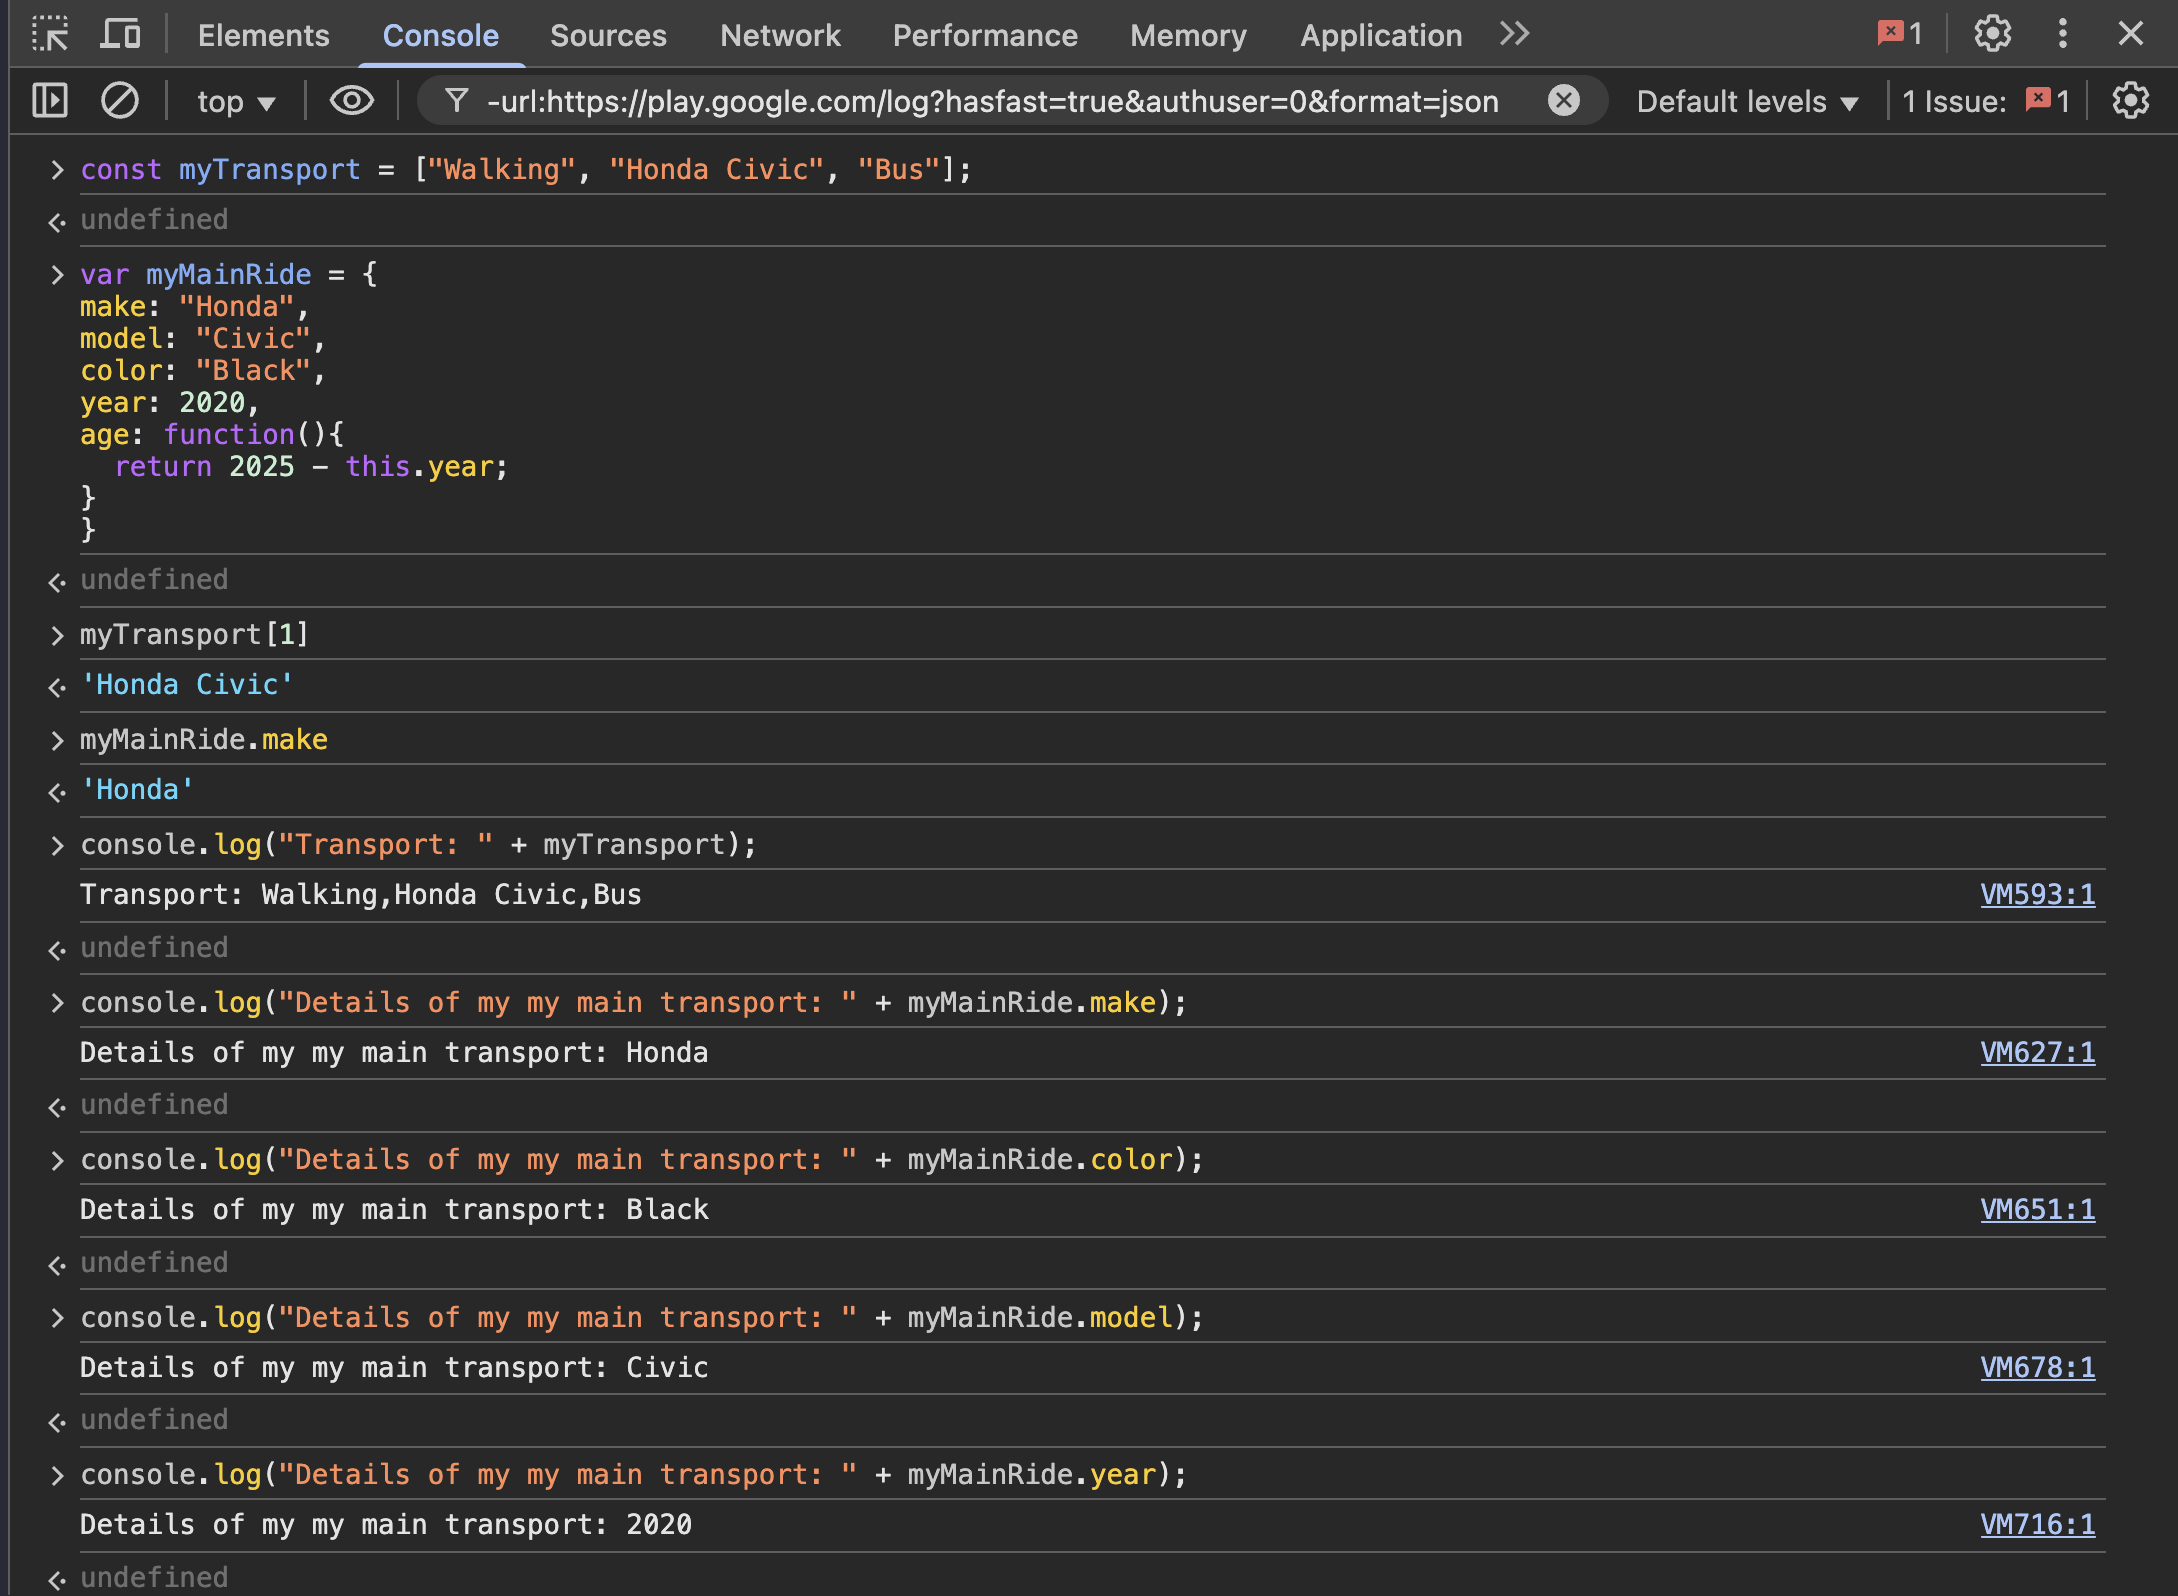 Elements Console Sources Network Performance Memory Application 1
top -url:https://play.google.com/log?hasfast=true&authuser=0&format=json Default levels 1 Issue: 1
const myTransport = ["Walking", "Honda Civic", "Bus"];
undefined
var myMainRide = {
make: "Honda",
model: "Civic",
color: "Black",
year: 2020,
age: function(){
  return 2025 - this.year;
}
}
undefined
myTransport[1]
'Honda Civic'
myMainRide.make
'Honda'
console.log("Transport: " + myTransport);
Transport: Walking,Honda Civic,Bus VM593:1
undefined
console.log("Details of my my main transport: " + myMainRide.make);
Details of my my main transport: Honda VM627:1
undefined
console.log("Details of my my main transport: " + myMainRide.color);
Details of my my main transport: Black VM651:1
undefined
console.log("Details of my my main transport: " + myMainRide.model);
Details of my my main transport: Civic VM678:1
undefined
console.log("Details of my my main transport: " + myMainRide.year);
Details of my my main transport: 2020 VM716:1
undefined